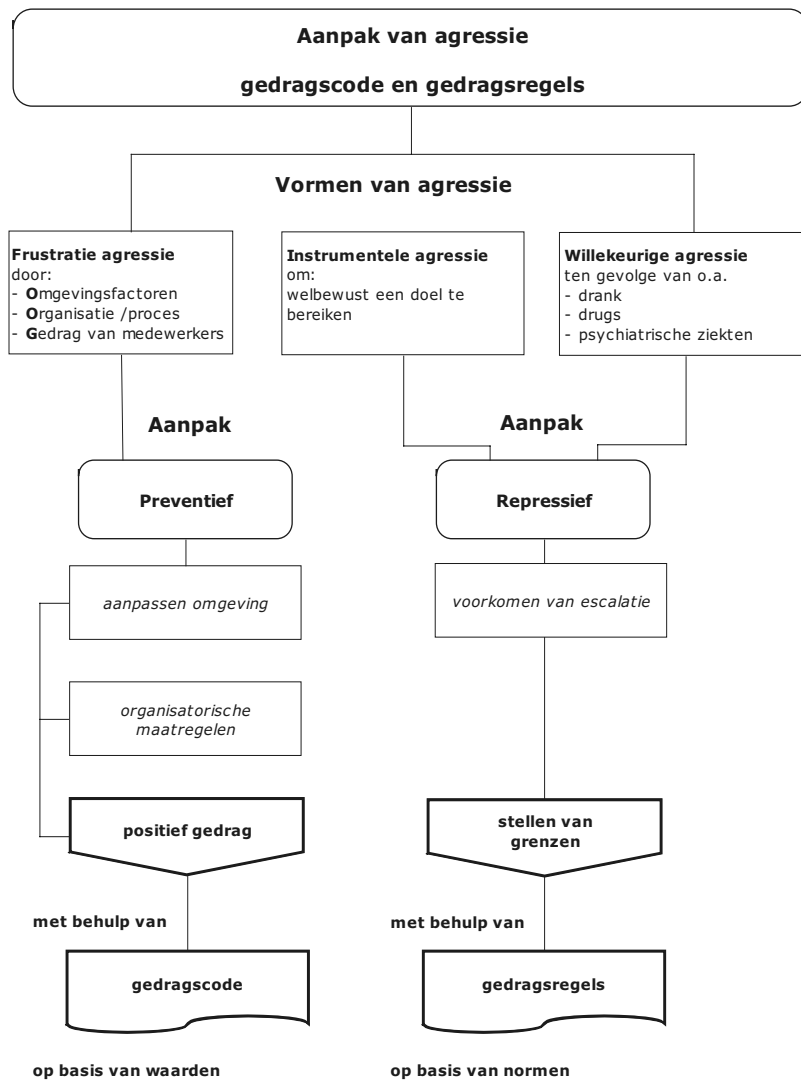 Aanpak van agressie
gedragscode en gedragsregels
Vormen van agressie
Frustratie agressie
door:
- Omgevingsfactoren
- Organisatie /proces
- Gedrag van medewerkers
Instrumentele agressie
om:
welbewust een doel te
bereiken
Willekeurige agressie
ten gevolge van o.a.
- drank
- drugs
- psychiatrische ziekten
Aanpak
Aanpak
Preventief
Repressief
aanpassen omgeving
voorkomen van escalatie
organisatorische
maatregelen
positief gedrag
stellen van
grenzen
met behulp van
met behulp van
gedragscode
gedragsregels
op basis van waarden
op basis van normen